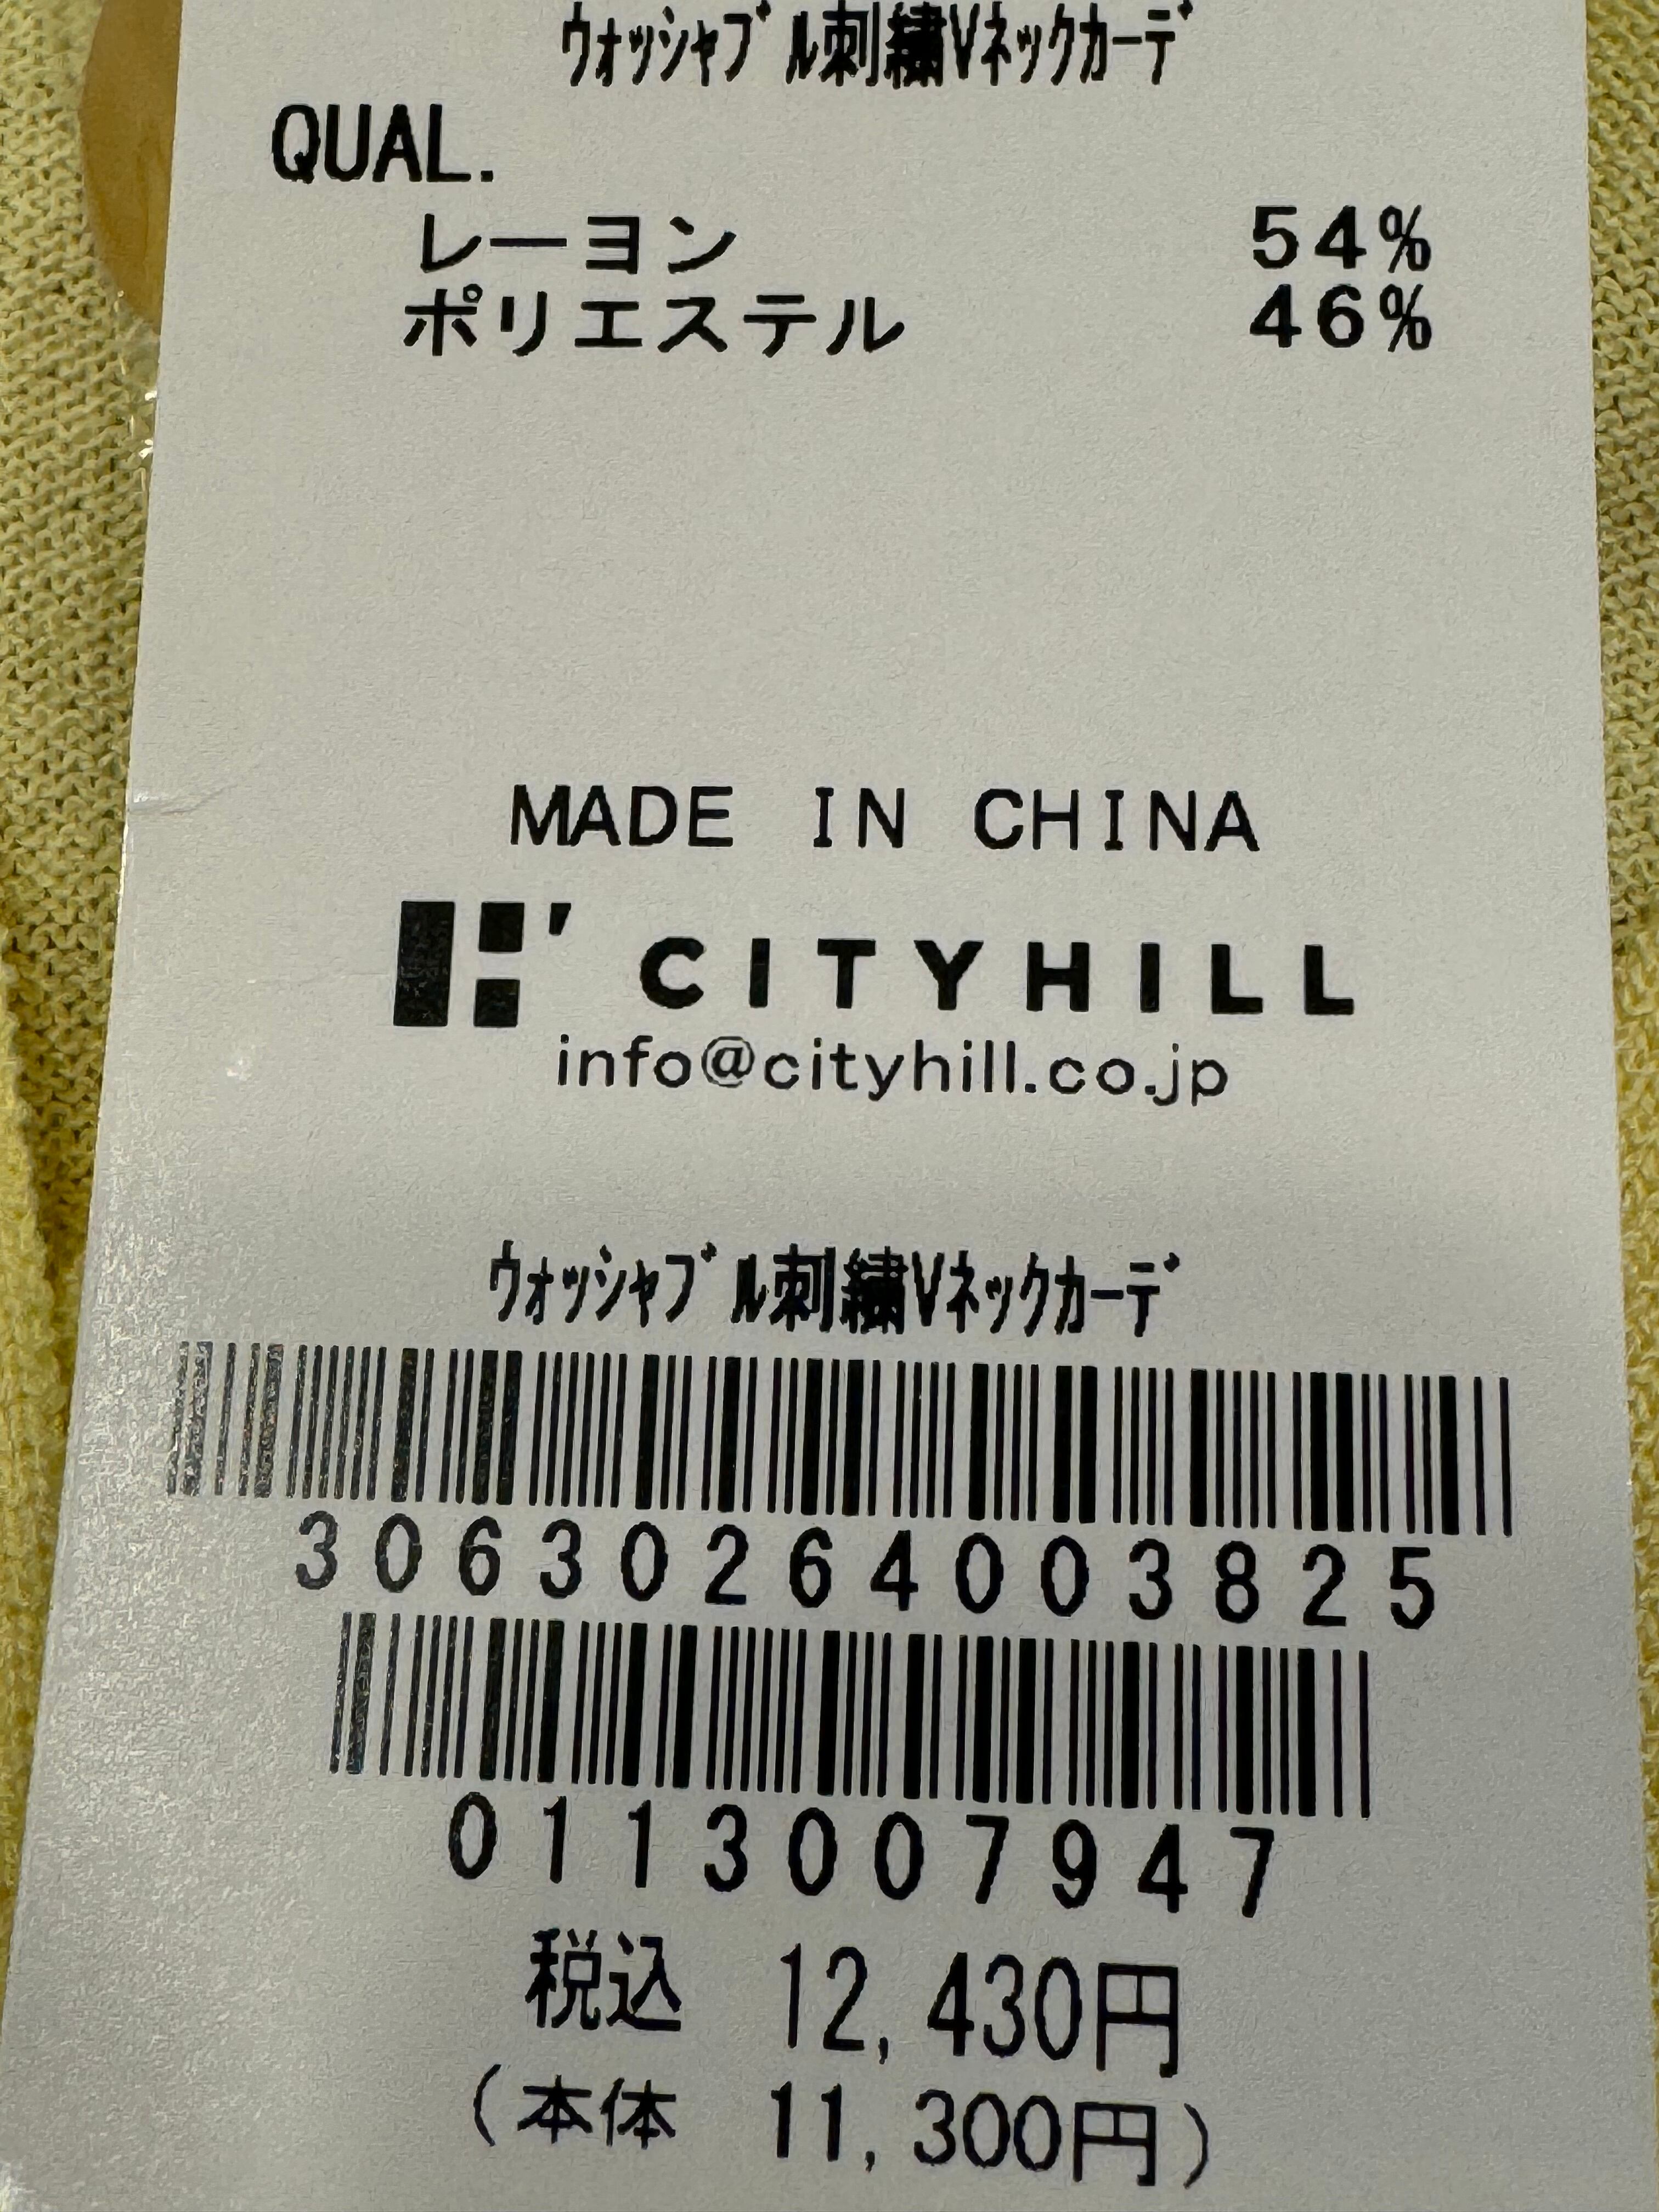 ｳｫｯｼｬﾌﾞﾙ刺繍Vﾈｯｸｶｰﾃﾞ
QUAL.
レーヨン 54%
ポリエステル 46%
MADE IN CHINA
CITYHILL
info@cityhill.co.jp
ｳｫｯｼｬﾌﾞﾙ刺繍Vﾈｯｸｶｰﾃﾞ
30630264003825
0113007947
税込 12,430円
(本体 11,300円)